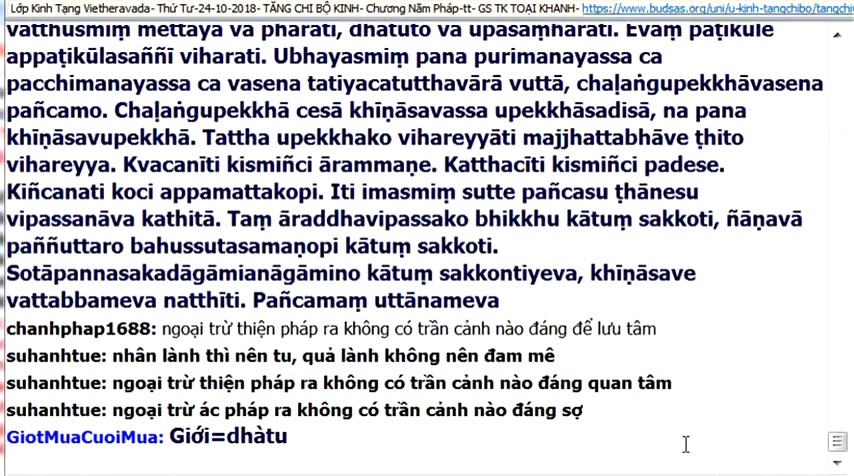 Lớp Kinh Tạng Vietheravada- Thứ Tư-24-10-2018- TĂNG CHI BỘ KINH- Chương Năm Pháp-tt- GS TK TOẠI KHANH- https://www.budsas.org/uni/u-kinh-tangchibo/tangchi
vatthusmiṃ mettāya vā pharati, dhātuto vā upasaṃharati. Evaṃ paṭikūle
appaṭikūlasaññī viharati. Ubhayasmiṃ pana purimanayassa ca
pacchimanayassa ca vasena tatiyacatutthavārā vuttā, chaḷaṅgupekkhāvasena
pañcamo. Chaḷaṅgupekkhā cesā khīṇāsavassa upekkhāsadisā, na pana
khīṇāsavupekkhā. Tattha upekkhako vihareyyāti majjhattabhāve ṭhito
vihareyya. Kvacanīti kismiñci ārammaṇe. Katthacīti kismiñci padese.
Kiñcanati koci appamattakopi. Iti imasmiṃ sutte pañcasu ṭhānesu
vipassanāva kathitā. Taṃ āraddhavipassako bhikkhu kātuṃ sakkoti, ñāṇavā
paññuttaro bahussutasamaṇopi kātuṃ sakkoti.
Sotāpannasakadāgāmianāgāmino kātuṃ sakkontiyeva, khīṇāsave
vattabbameva natthīti. Pañcamaṃ uttānameva
chanhphap1688: ngoại trừ thiện pháp ra không có trần cảnh nào đáng để lưu tâm
suhanhtue: nhân lành thì nên tu, quả lành không nên đam mê
suhanhtue: ngoại trừ thiện pháp ra không có trần cảnh nào đáng quan tâm
suhanhtue: ngoại trừ ác pháp ra không có trần cảnh nào đáng sợ
GiotMuaCuoiMua: Giới=dhàtu